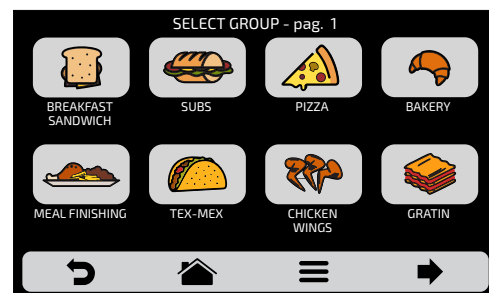 SELECT GROUP - pag. 1
BREAKFAST
SANDWICH
SUBS
PIZZA
BAKERY
MEAL FINISHING
TEX-MEX
CHICKEN
WINGS
GRATIN